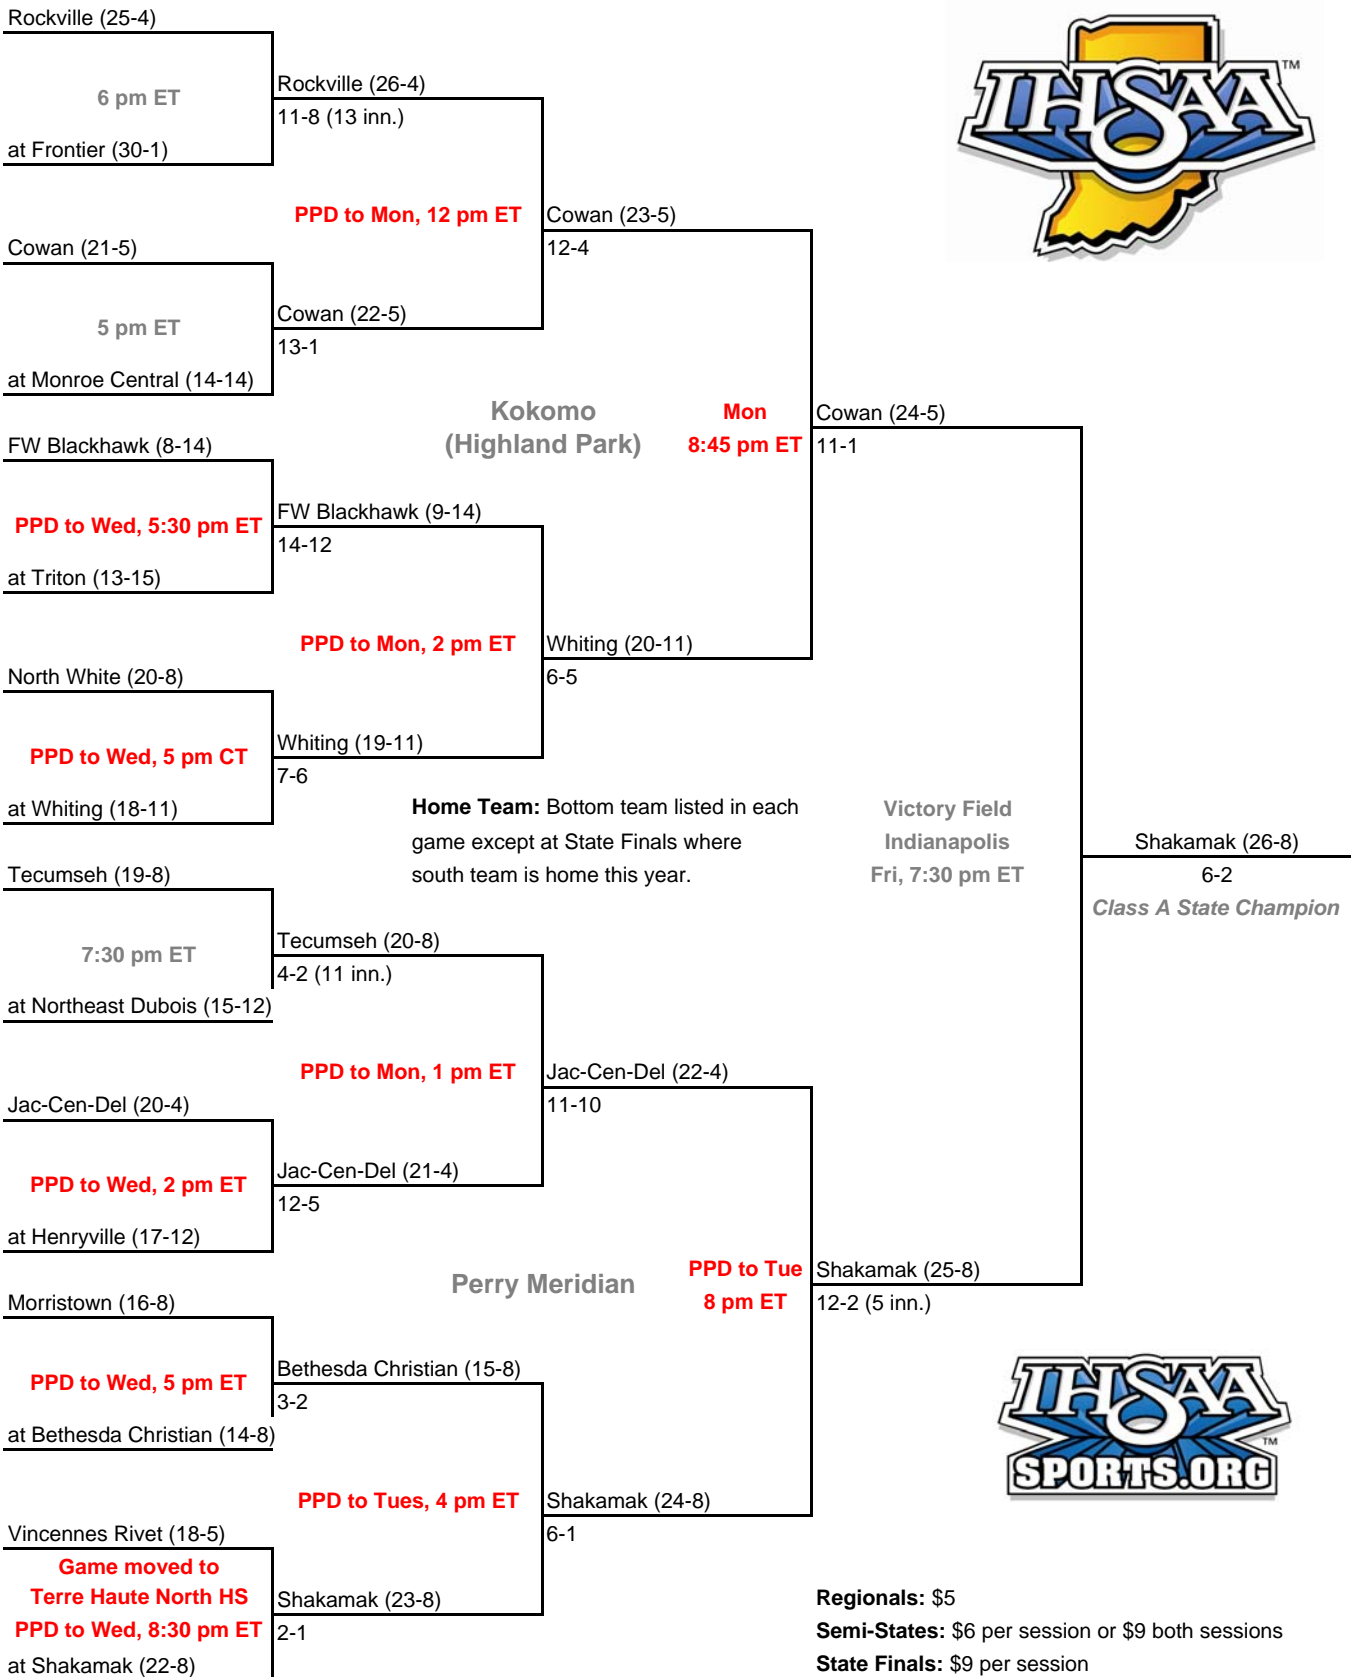 Rockville (25-4)
6 pm ET
at Frontier (30-1)
Rockville (26-4)
11-8 (13 inn.)
PPD to Mon, 12 pm ET
Cowan (21-5)
5 pm ET
at Monroe Central (14-14)
Cowan (22-5)
13-1
Cowan (23-5)
12-4
Kokomo
(Highland Park)
Mon
8:45 pm ET
Cowan (24-5)
11-1
FW Blackhawk (8-14)
PPD to Wed, 5:30 pm ET
at Triton (13-15)
FW Blackhawk (9-14)
14-12
PPD to Mon, 2 pm ET
Whiting (20-11)
6-5
North White (20-8)
PPD to Wed, 5 pm CT
at Whiting (18-11)
Whiting (19-11)
7-6
Home Team: Bottom team listed in each
game except at State Finals where
south team is home this year.
Victory Field
Indianapolis
Fri, 7:30 pm ET
Shakamak (26-8)
6-2
Class A State Champion
Tecumseh (19-8)
7:30 pm ET
at Northeast Dubois (15-12)
Tecumseh (20-8)
4-2 (11 inn.)
PPD to Mon, 1 pm ET
Jac-Cen-Del (22-4)
11-10
Jac-Cen-Del (20-4)
PPD to Wed, 2 pm ET
at Henryville (17-12)
Jac-Cen-Del (21-4)
12-5
Perry Meridian
PPD to Tue
8 pm ET
Shakamak (25-8)
12-2 (5 inn.)
Morristown (16-8)
PPD to Wed, 5 pm ET
at Bethesda Christian (14-8)
Bethesda Christian (15-8)
3-2
PPD to Tues, 4 pm ET
Shakamak (24-8)
6-1
Vincennes Rivet (18-5)
Game moved to
Terre Haute North HS
PPD to Wed, 8:30 pm ET
at Shakamak (22-8)
Shakamak (23-8)
2-1
Regionals: $5
Semi-States: $6 per session or $9 both sessions
State Finals: $9 per session
IHSAA
TM
IHSAA
TM
SPORTS.ORG